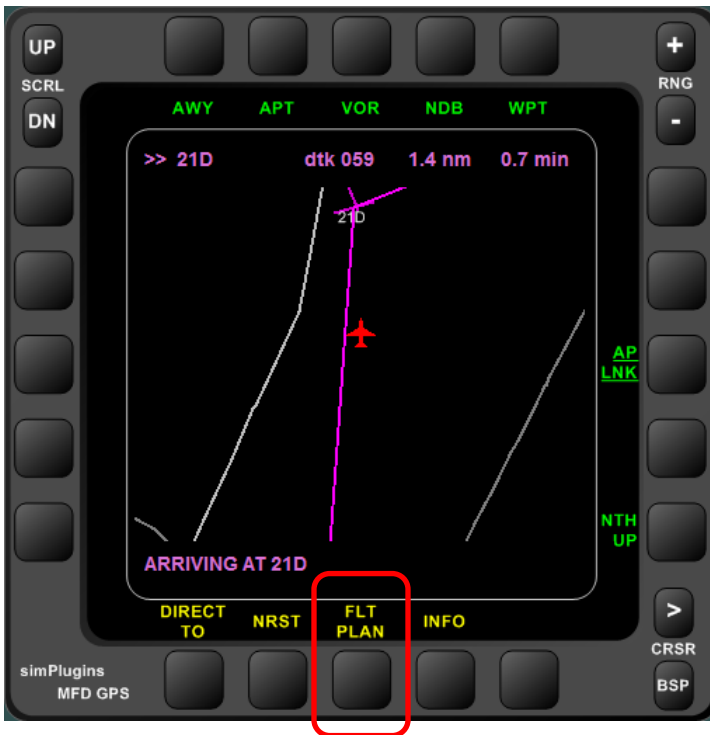 UP
SCRL
DN
+
RNG
-
AWY APT VOR NDB WPT
>> 21D dtk 059 1.4 nm 0.7 min
21D
AP
LNK
NTH
UP
ARRIVING AT 21D
DIRECT
TO
NRST
FLT
PLAN
INFO
>
CRSR
BSP
simPlugins
MFD GPS